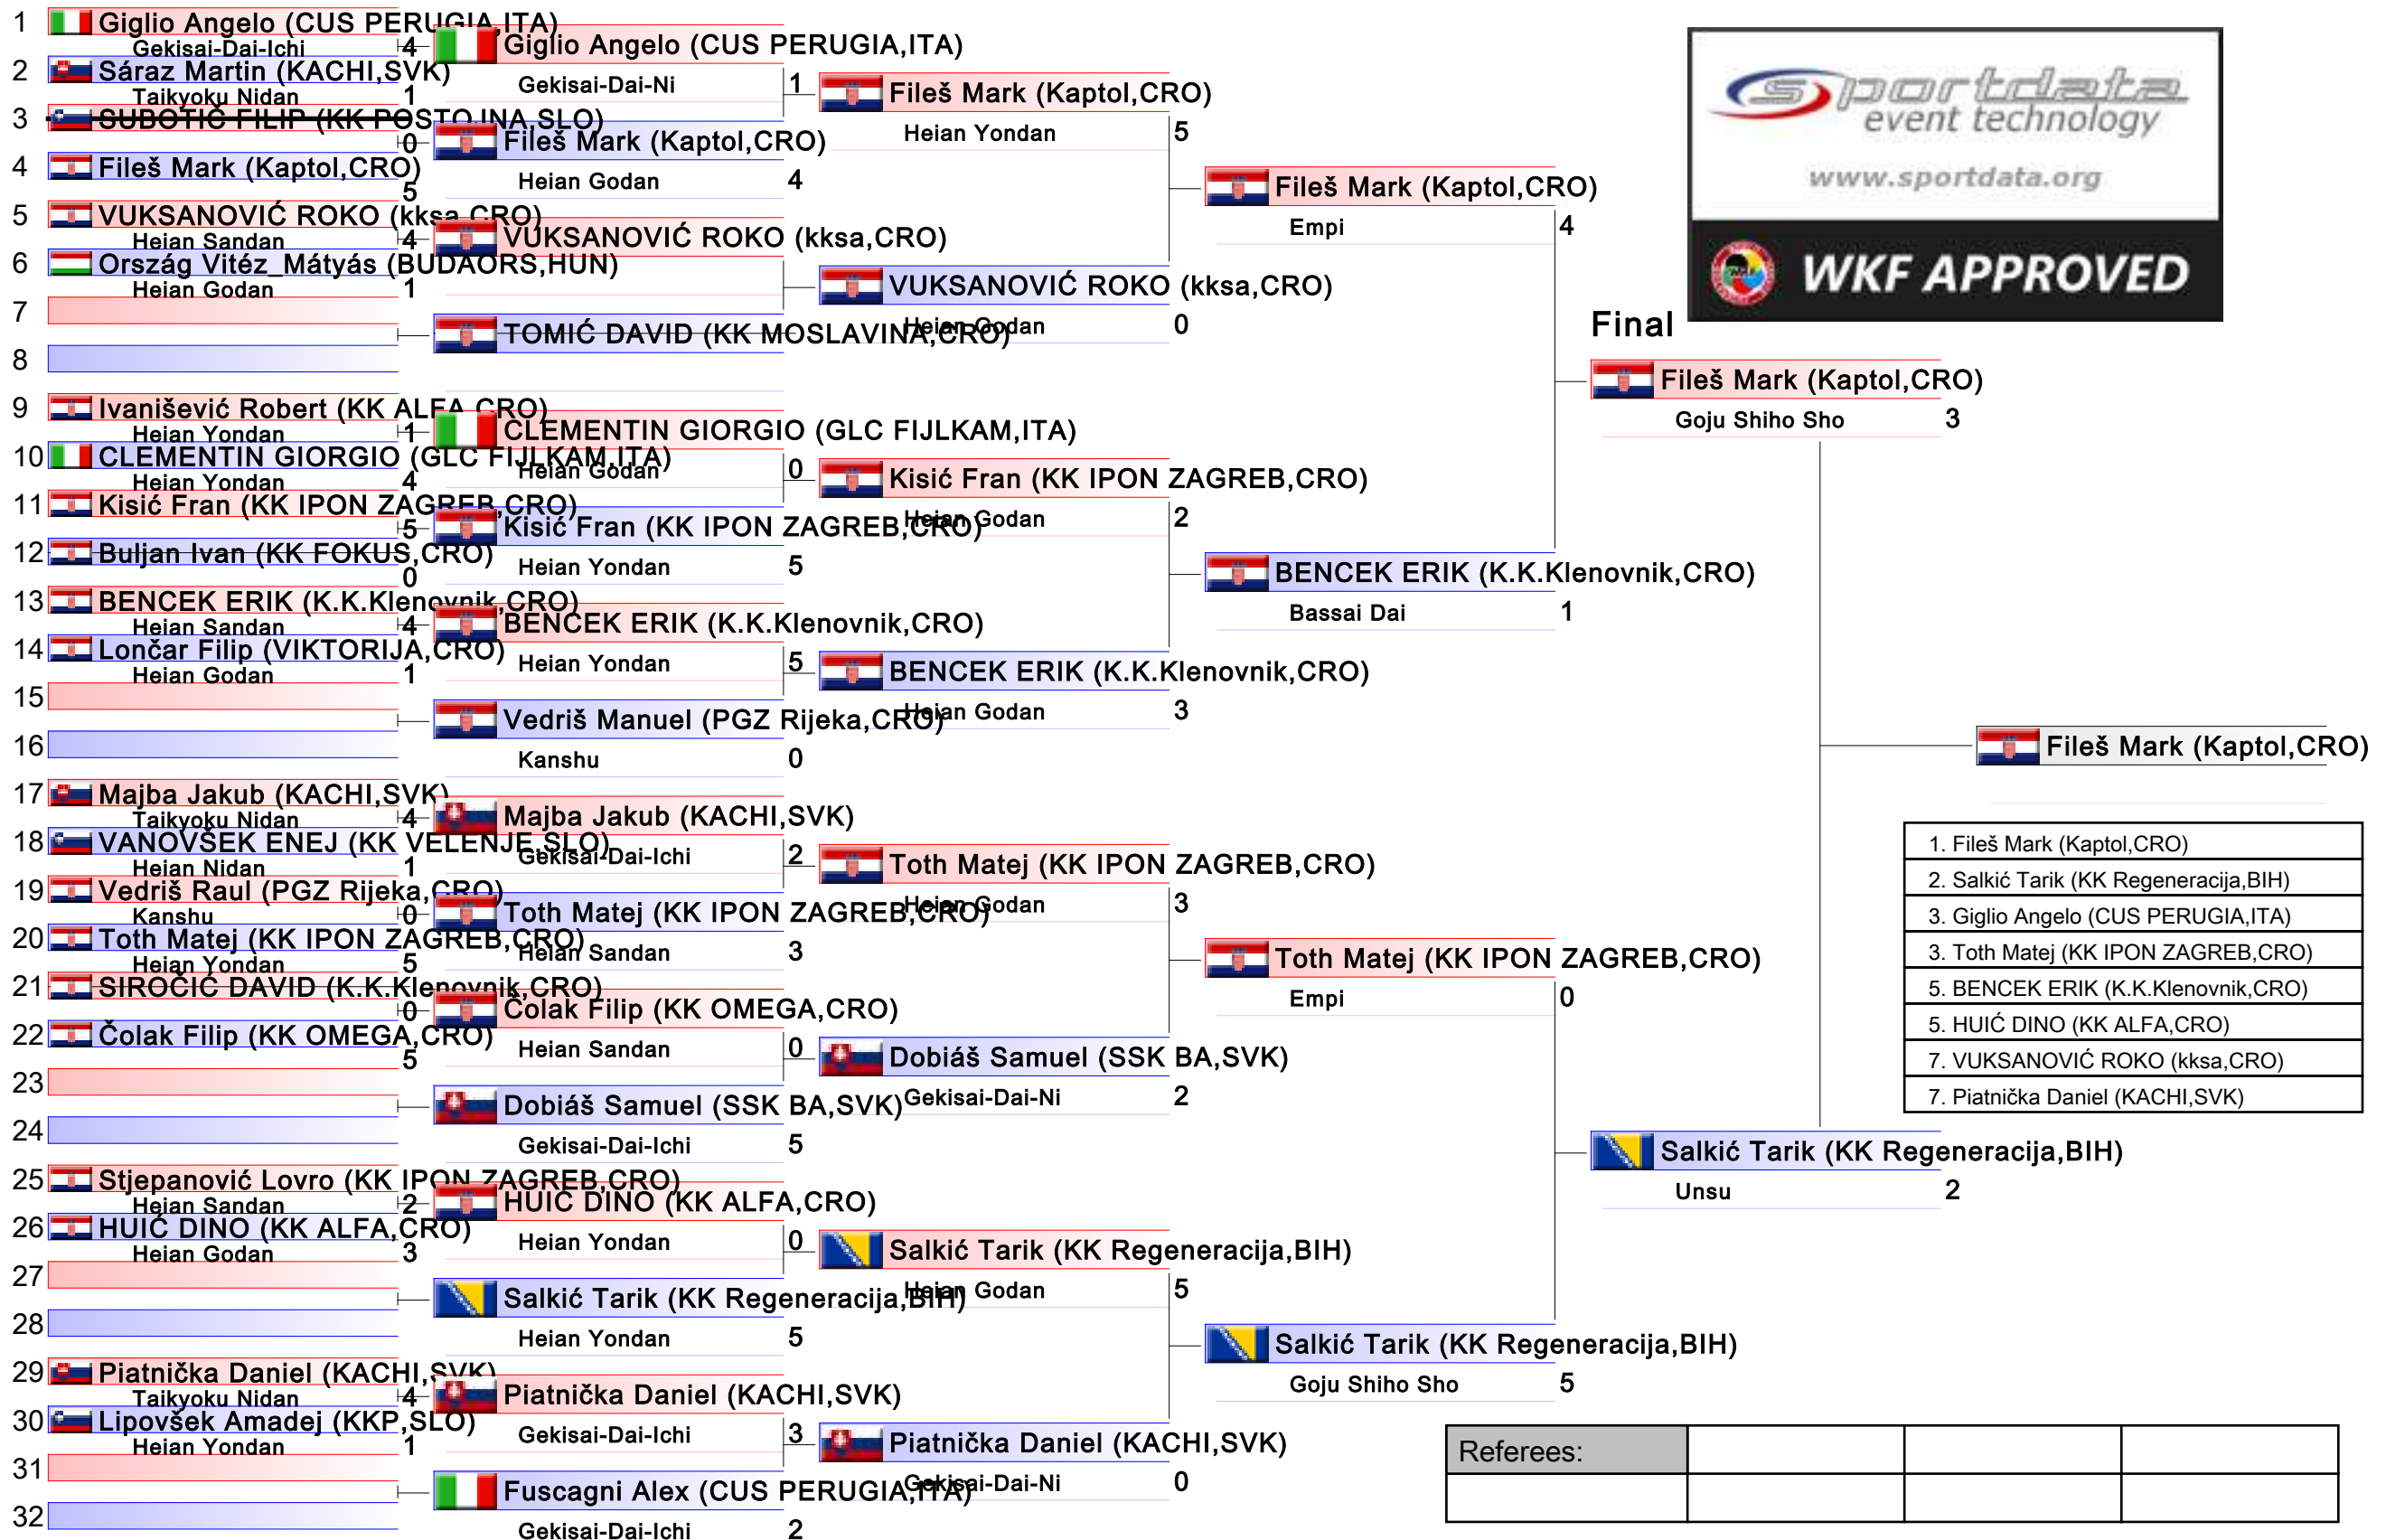 1 Giglio Angelo (CUS PERUGIA,ITA)
Gekisai-Dai-Ichi 4
2 Sáraz Martin (KACHI,SVK)
Taikyoku Nidan 1
3 SUBOTIČ FILIP (KK POSTOJNA,SLO)
0
4 Fileš Mark (Kaptol,CRO)
5
5 VUKSANOVIĆ ROKO (kksa,CRO)
Heian Sandan 4
6 Ország Vitéz_Mátyás (BUDAORS,HUN)
Heian Godan 1
7
8
9 Ivanišević Robert (KK ALFA,CRO)
Heian Yondan 1
10 CLEMENTIN GIORGIO (GLC FIJLKAM,ITA)
Heian Yondan 4
11 Kisić Fran (KK IPON ZAGREB,CRO)
5
12 Buljan Ivan (KK FOKUS,CRO)
0
13 BENCEK ERIK (K.K.Klenovnik,CRO)
Heian Sandan 4
14 Lončar Filip (VIKTORIJA,CRO)
Heian Godan 1
15
16
17 Majba Jakub (KACHI,SVK)
Taikyoku Nidan 4
18 VANOVŠEK ENEJ (KK VELENJE,SLO)
Heian Nidan 1
19 Vedriš Raul (PGZ Rijeka,CRO)
Kanshu 0
20 Toth Matej (KK IPON ZAGREB,CRO)
Heian Yondan 5
21 SIROČIĆ DAVID (K.K.Klenovnik,CRO)
0
22 Čolak Filip (KK OMEGA,CRO)
5
23
24
25 Stjepanović Lovro (KK IPON ZAGREB,CRO)
Heian Sandan 2
26 HUIĆ DINO (KK ALFA,CRO)
Heian Godan 3
27
28
29 Piatnička Daniel (KACHI,SVK)
Taikyoku Nidan 4
30 Lipovšek Amadej (KKP,SLO)
Heian Yondan 1
31
32
Giglio Angelo (CUS PERUGIA,ITA)
Gekisai-Dai-Ni 1
Fileš Mark (Kaptol,CRO)
Heian Godan 4
VUKSANOVIĆ ROKO (kksa,CRO)
TOMIĆ DAVID (KK MOSLAVINA,CRO)
CLEMENTIN GIORGIO (GLC FIJLKAM,ITA)
Heian Godan 0
Kisić Fran (KK IPON ZAGREB,CRO)
Heian Yondan 5
BENCEK ERIK (K.K.Klenovnik,CRO)
Heian Yondan 5
Vedriš Manuel (PGZ Rijeka,CRO)
Kanshu 0
Majba Jakub (KACHI,SVK)
Gekisai-Dai-Ichi 2
Toth Matej (KK IPON ZAGREB,CRO)
Heian Sandan 3
Čolak Filip (KK OMEGA,CRO)
Heian Sandan 0
Dobiáš Samuel (SSK BA,SVK)
Gekisai-Dai-Ichi 5
HUIĆ DINO (KK ALFA,CRO)
Heian Yondan 0
Salkić Tarik (KK Regeneracija,BIH)
Heian Yondan 5
Piatnička Daniel (KACHI,SVK)
Gekisai-Dai-Ichi 3
Fuscagni Alex (CUS PERUGIA,ITA)
Gekisai-Dai-Ichi 2
Fileš Mark (Kaptol,CRO)
Heian Yondan 5
VUKSANOVIĆ ROKO (kksa,CRO)
Heian Godan 0
Kisić Fran (KK IPON ZAGREB,CRO)
Heian Godan 2
BENCEK ERIK (K.K.Klenovnik,CRO)
Heian Godan 3
Toth Matej (KK IPON ZAGREB,CRO)
Heian Godan 3
Dobiáš Samuel (SSK BA,SVK)
Gekisai-Dai-Ni 2
Salkić Tarik (KK Regeneracija,BIH)
Heian Godan 5
Piatnička Daniel (KACHI,SVK)
Gekisai-Dai-Ni 0
Fileš Mark (Kaptol,CRO)
Empi 4
BENCEK ERIK (K.K.Klenovnik,CRO)
Bassai Dai 1
Toth Matej (KK IPON ZAGREB,CRO)
Empi 0
Salkić Tarik (KK Regeneracija,BIH)
Goju Shiho Sho 5
sportdata
event technology
www.sportdata.org
WKF APPROVED
Final
Fileš Mark (Kaptol,CRO)
Goju Shiho Sho 3
Salkić Tarik (KK Regeneracija,BIH)
Unsu 2
Fileš Mark (Kaptol,CRO)
1. Fileš Mark (Kaptol,CRO)
2. Salkić Tarik (KK Regeneracija,BIH)
3. Giglio Angelo (CUS PERUGIA,ITA)
3. Toth Matej (KK IPON ZAGREB,CRO)
5. BENCEK ERIK (K.K.Klenovnik,CRO)
5. HUIĆ DINO (KK ALFA,CRO)
7. VUKSANOVIĆ ROKO (kksa,CRO)
7. Piatnička Daniel (KACHI,SVK)
Referees: